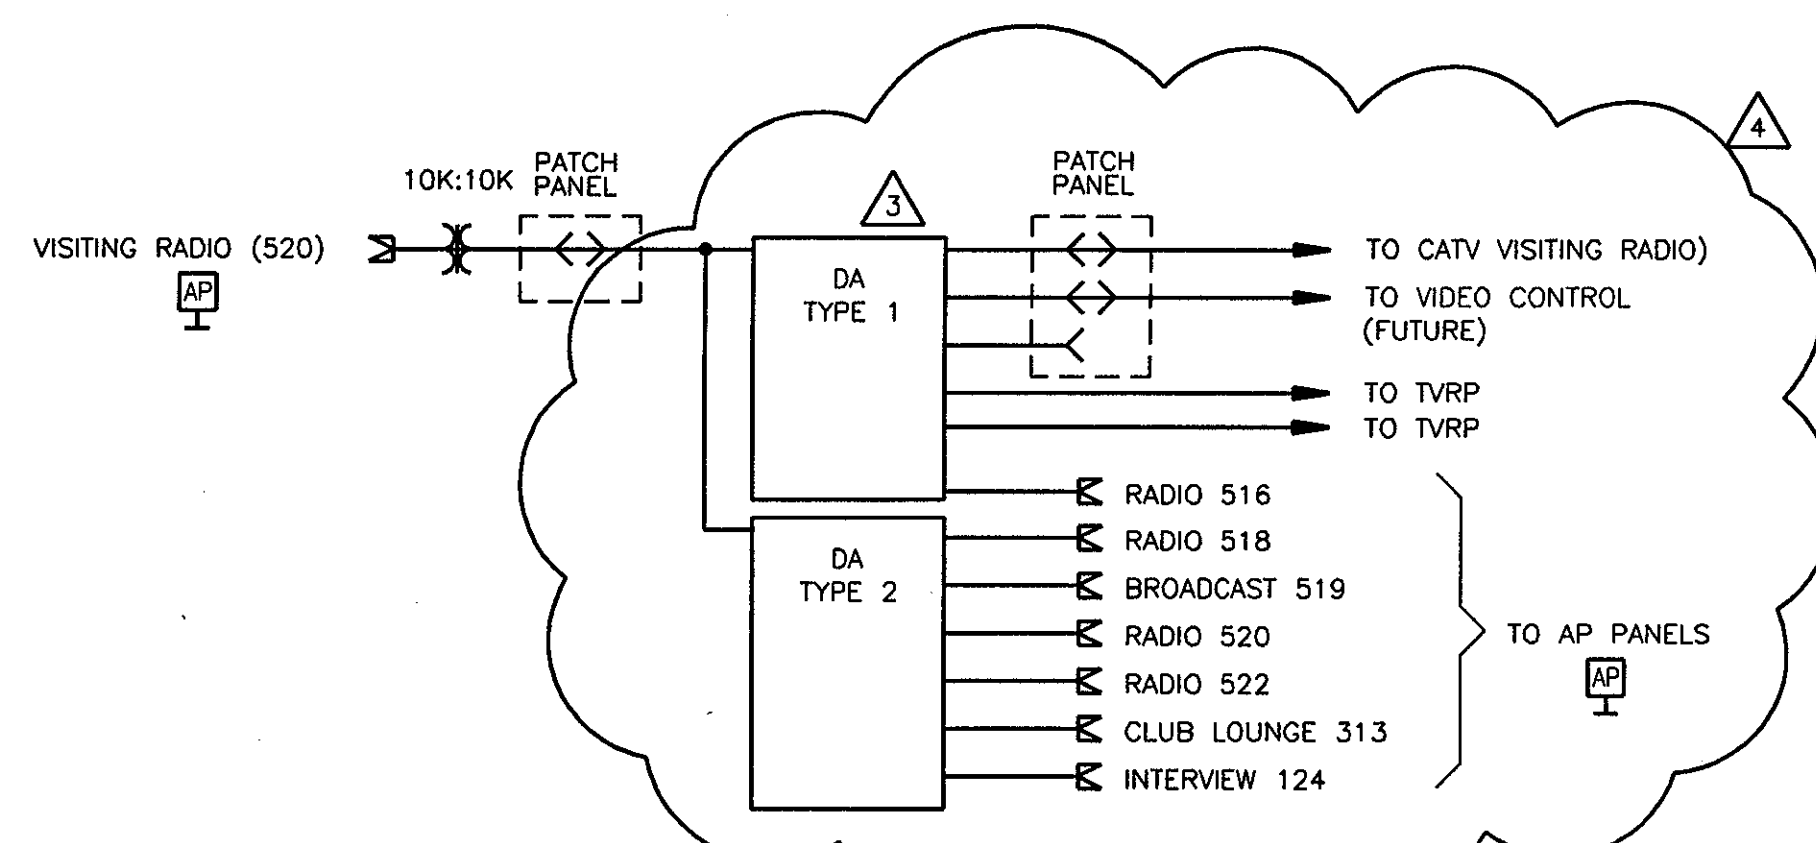 4
PATCH
PANEL
10K:10K
PATCH
PANEL
3
VISITING RADIO (520)
AP
DA
TYPE 1
TO CATV VISITING RADIO)
TO VIDEO CONTROL
(FUTURE)
TO TVRP
TO TVRP
RADIO 516
RADIO 518
DA
TYPE 2
BROADCAST 519
RADIO 520
RADIO 522
CLUB LOUNGE 313
INTERVIEW 124
TO AP PANELS
AP